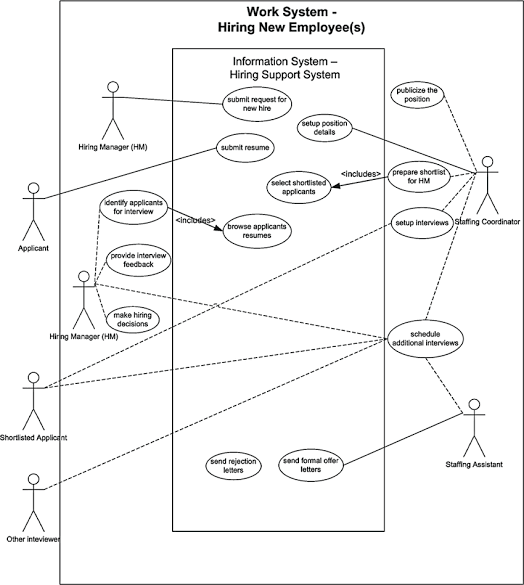 Work System -
Hiring New Employee(s)
Information System –
Hiring Support System
publicize the
position
submit request for
new hire
setup position
details
Hiring Manager (HM)
submit resume
<includes>
prepare shortlist
for HM
select shortlisted
applicants
identify applicants
for interview
<includes>
setup interviews
Staffing Coordinator
Applicant
browse applicants
resumes
provide interview
feedback
Hiring Manager (HM)
make hiring
decisions
schedule
additional interviews
Shortlisted Applicant
send rejection
letters
send formal offer
letters
Staffing Assistant
Other inteviewer